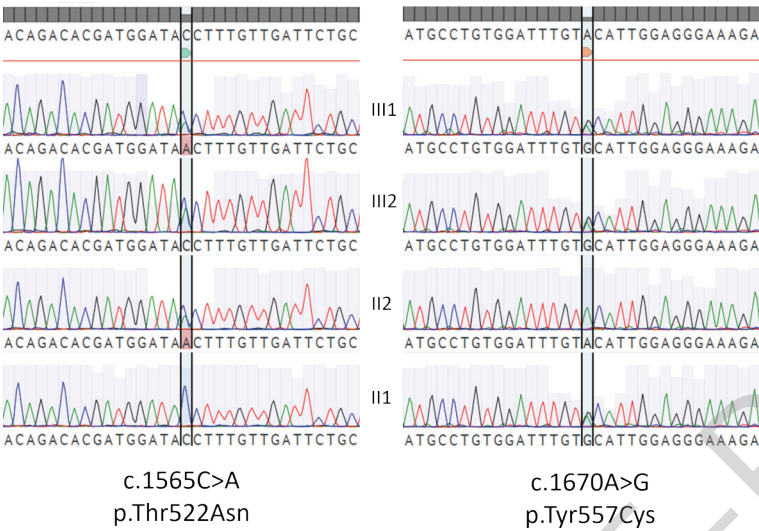 ACAGACACGATGGATACCTTTGTTGATTCTGC
ATGCCTGTGGATTTGTACATTGGAGGGAAAGA
III1
ACAGACACGATGGATAACTTTGTTGATTCTGC
ATGCCTGTGGATTTGTGCATTGGAGGGAAAGA
III2
ACAGACACGATGGATACCTTTGTTGATTCTGC
ATGCCTGTGGATTTGTGCATTGGAGGGAAAGA
II2
ACAGACACGATGGATAACTTTGTTGATTCTGC
ATGCCTGTGGATTTGTACATTGGAGGGAAAGA
II1
ACAGACACGATGGATACCTTTGTTGATTCTGC
ATGCCTGTGGATTTGTGCATTGGAGGGAAAGA
c.1565C>A
p.Thr522Asn
c.1670A>G
p.Tyr557Cys